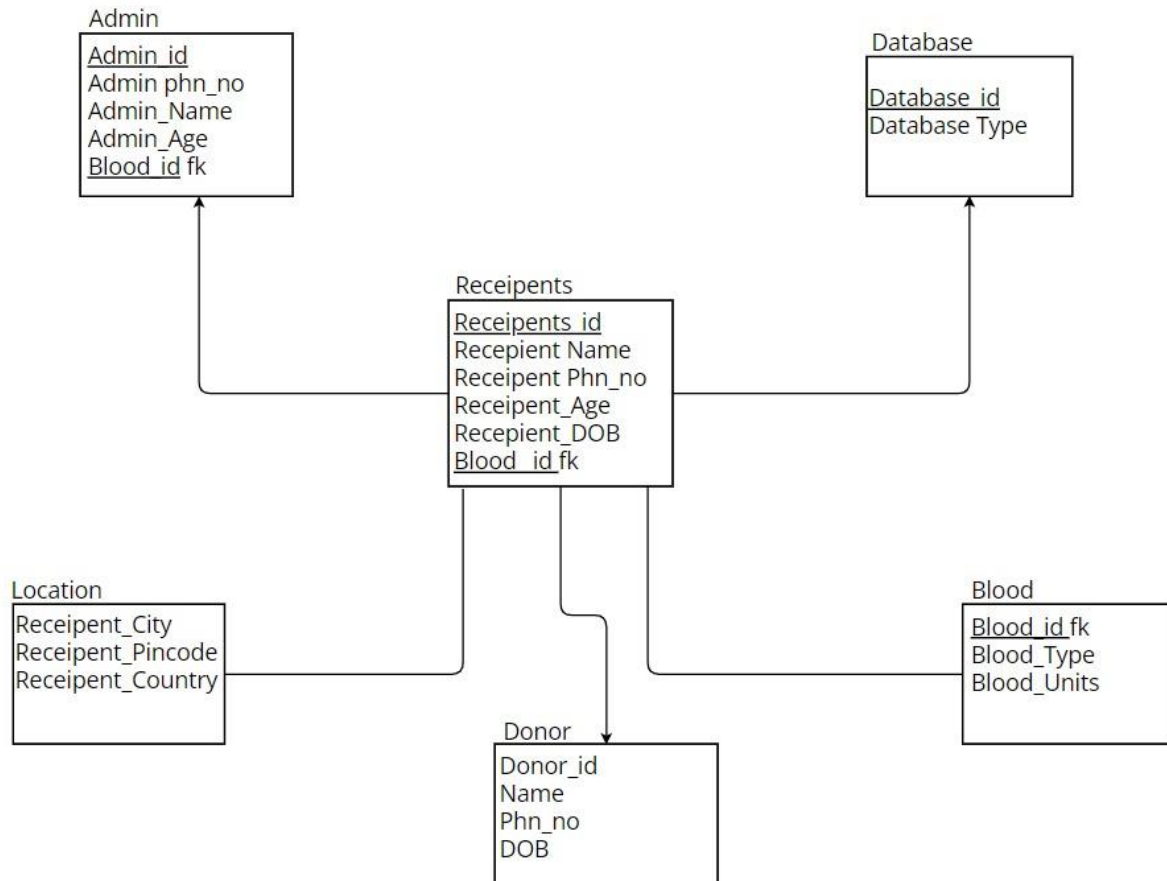 Admin
Admin_id
Admin phn_no
Admin_Name
Admin_Age
Blood_id fk
Database
Database_id
Database Type
Receipents
Receipents_id
Recepient Name
Receipent Phn_no
Receipent_Age
Recepient_DOB
Blood_id fk
Location
Receipent_City
Receipent_Pincode
Receipent_Country
Blood
Blood_id fk
Blood_Type
Blood_Units
Donor
Donor_id
Name
Phn_no
DOB